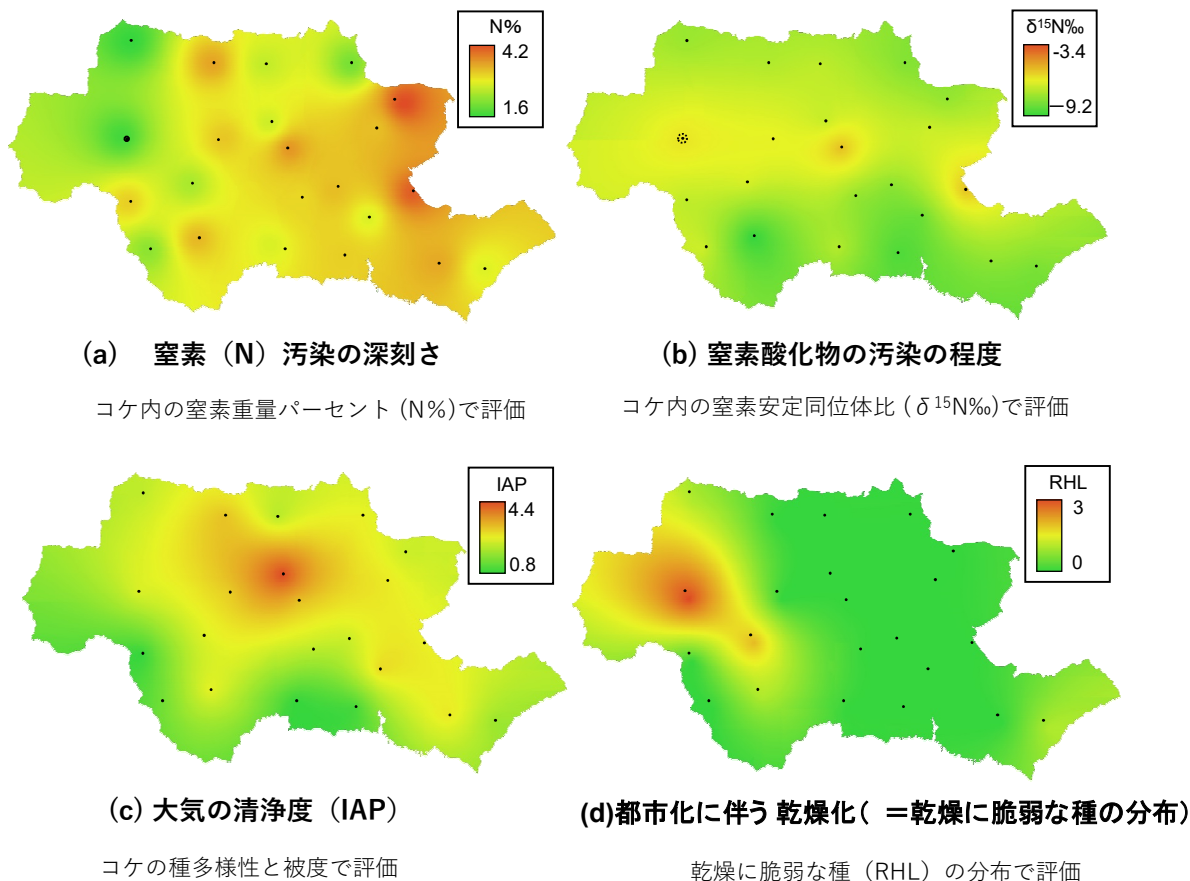 N%
4.2
1.6
δ¹⁵N‰
-3.4
−9.2
(a) 窒素（N）汚染の深刻さ
コケ内の窒素重量パーセント (N%)で評価
(b) 窒素酸化物の汚染の程度
コケ内の窒素安定同位体比 (δ ¹⁵N‰)で評価
IAP
4.4
0.8
RHL
3
0
(c) 大気の清浄度（IAP）
コケの種多様性と被度で評価
(d)都市化に伴う 乾燥化（ ＝乾燥に脆弱な種の分布）
乾燥に脆弱な種（RHL）の分布で評価